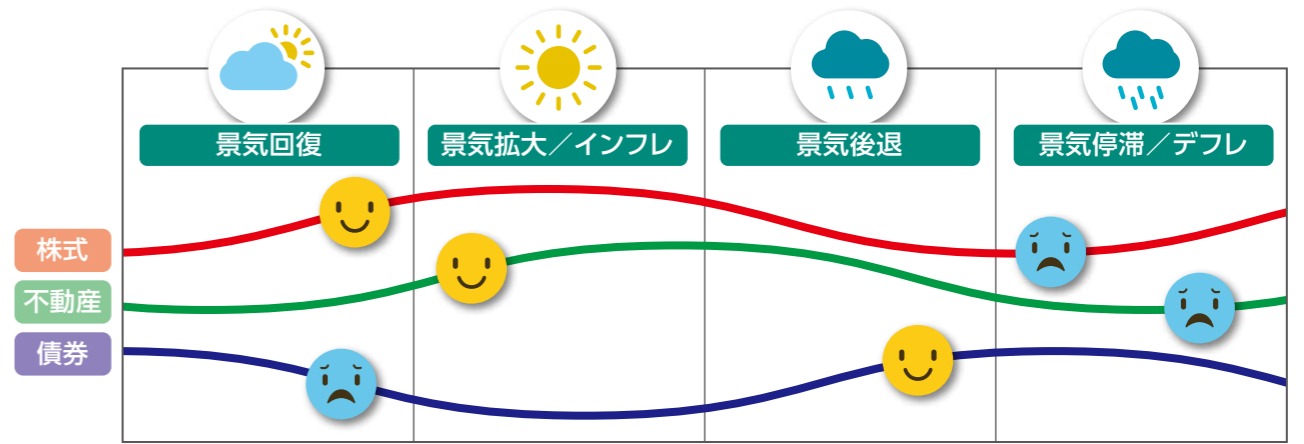 景気回復
景気拡大／インフレ
景気後退
景気停滞／デフレ
株式
不動産
債券